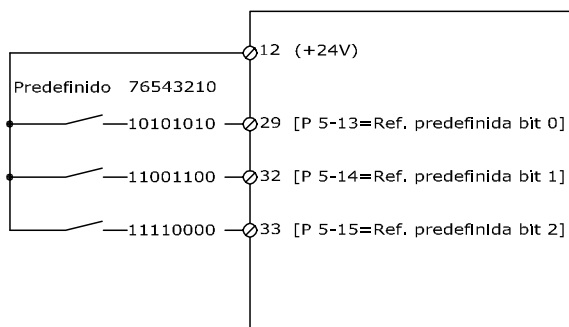 12 (+24V)
Predefinido 76543210
10101010 29 [P 5-13=Ref. predefinida bit 0]
11001100 32 [P 5-14=Ref. predefinida bit 1]
11110000 33 [P 5-15=Ref. predefinida bit 2]